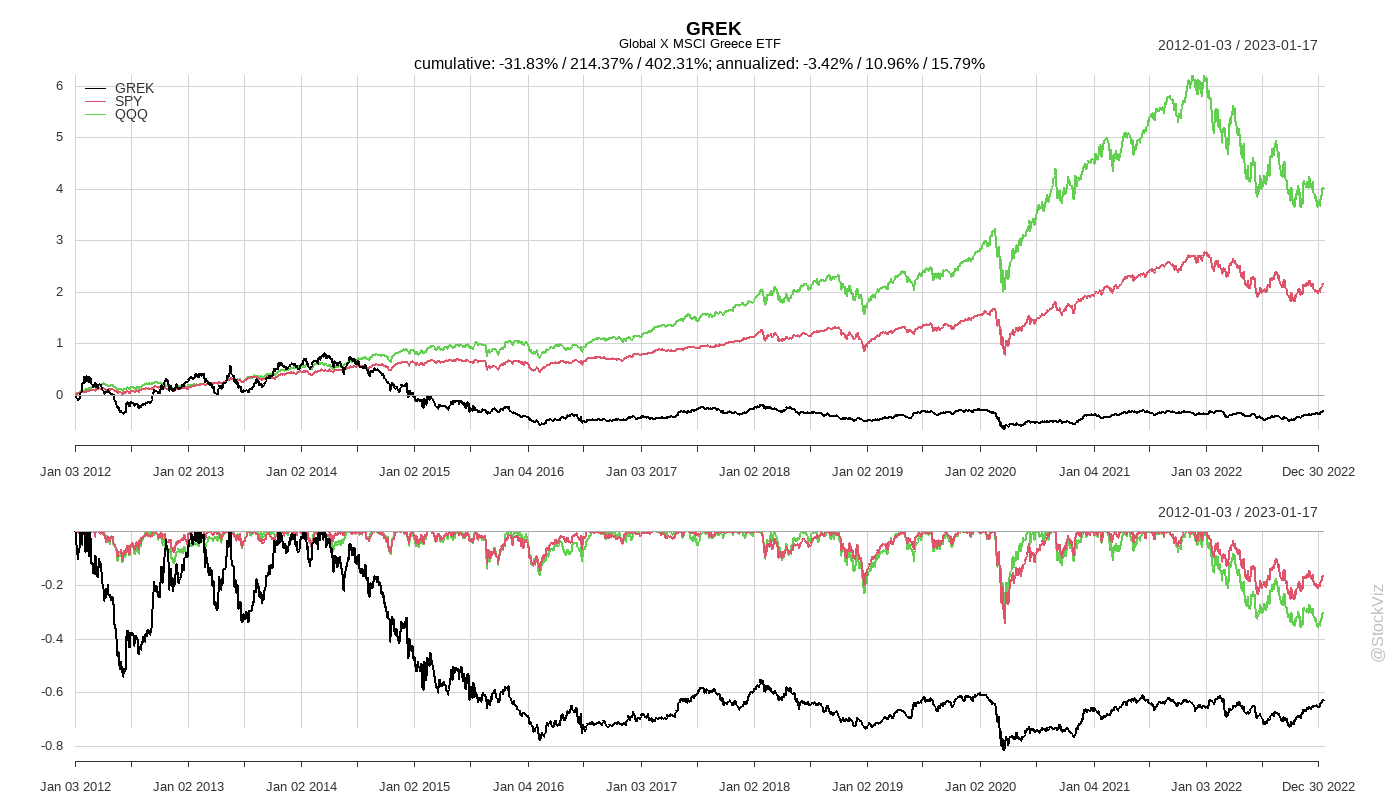 GREK
Global X MSCI Greece ETF
2012-01-03 / 2023-01-17
cumulative: -31.83% / 214.37% / 402.31%; annualized: -3.42% / 10.96% / 15.79%
GREK
SPY
QQQ
6
5
4
3
2
1
0
Jan 03 2012 Jan 02 2013 Jan 02 2014 Jan 02 2015 Jan 04 2016 Jan 03 2017 Jan 02 2018 Jan 02 2019 Jan 02 2020 Jan 04 2021 Jan 03 2022 Dec 30 2022
2012-01-03 / 2023-01-17
-0.2
-0.4
-0.6
-0.8
Jan 03 2012 Jan 02 2013 Jan 02 2014 Jan 02 2015 Jan 04 2016 Jan 03 2017 Jan 02 2018 Jan 02 2019 Jan 02 2020 Jan 04 2021 Jan 03 2022 Dec 30 2022
@StockViz